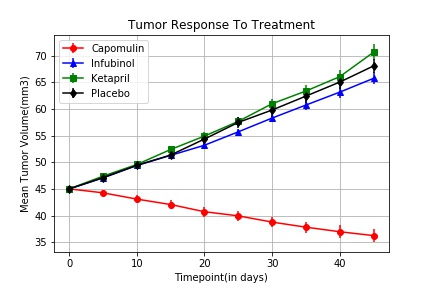 Tumor Response To Treatment
Capomulin
Infubinol
Ketapril
Placebo
Mean Tumor Volume(mm3)
70
65
60
55
50
45
40
35
0 10 20 30 40
Timepoint(in days)